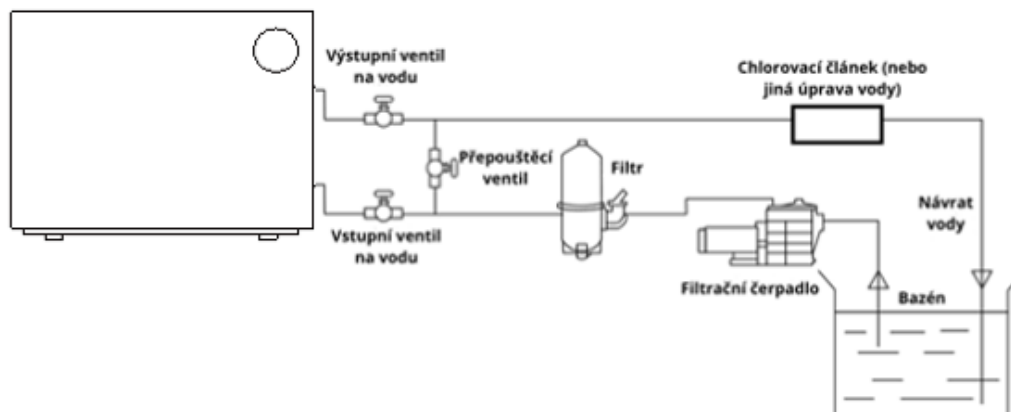 Výstupní ventil
na vodu
Chlorovací článek (nebo
jiná úprava vody)
Přepouštěcí
ventil
Filtr
Vstupní ventil
na vodu
Návrat
vody
Filtrační čerpadlo
Bazén